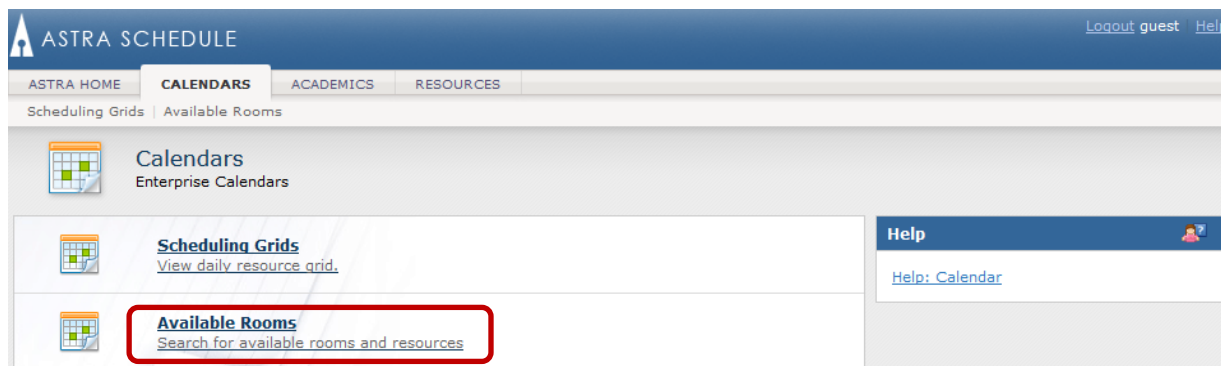 ASTRA SCHEDULE
Logout guest Help
ASTRA HOME CALENDARS ACADEMICS RESOURCES
Scheduling Grids | Available Rooms
Calendars
Enterprise Calendars
Scheduling Grids
View daily resource grid.
Help
Help: Calendar
Available Rooms
Search for available rooms and resources